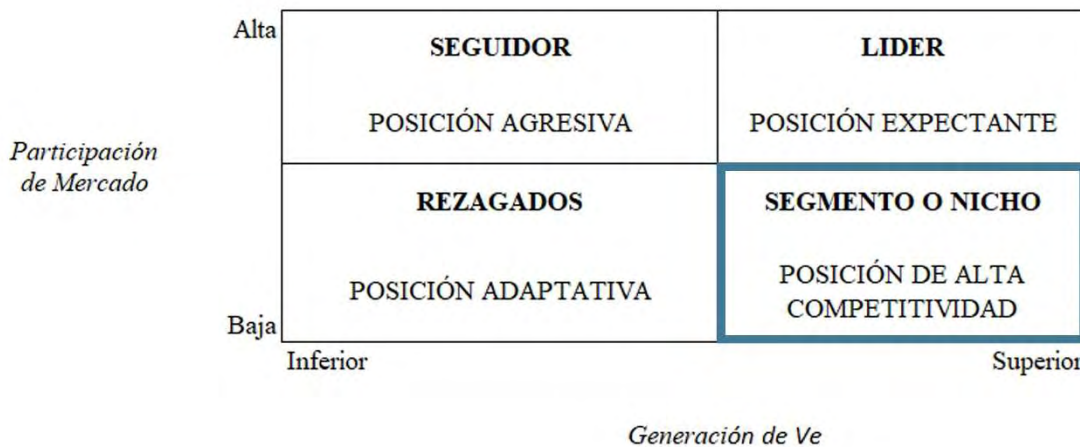 Alta
SEGUIDOR
LIDER
POSICIÓN AGRESIVA
POSICIÓN EXPECTANTE
Participación
de Mercado
REZAGADOS
SEGMENTO O NICHO
POSICIÓN ADAPTATIVA
POSICIÓN DE ALTA
COMPETITIVIDAD
Baja
Inferior
Superior
Generación de Ve